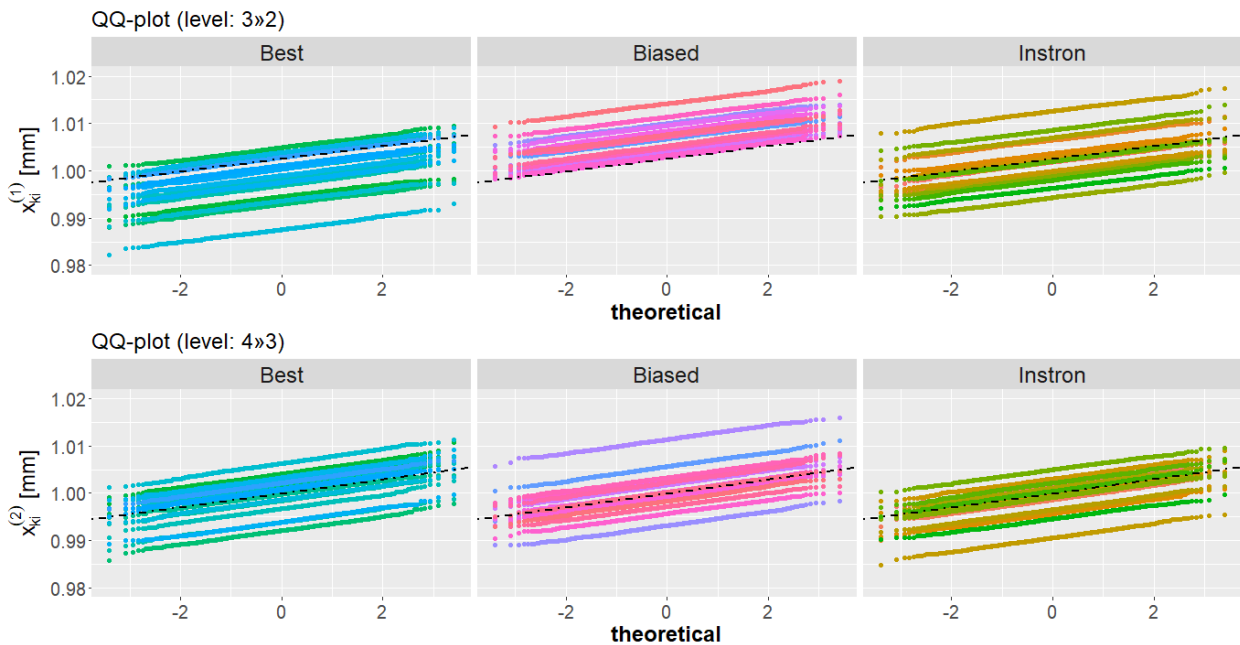 QQ-plot (level: 3»2)
Best Biased Instron
x_ki^(1) [mm]
1.02
1.01
1.00
0.99
0.98
-2 0 2 -2 0 2 -2 0 2
theoretical
QQ-plot (level: 4»3)
Best Biased Instron
x_ki^(2) [mm]
1.02
1.01
1.00
0.99
0.98
-2 0 2 -2 0 2 -2 0 2
theoretical